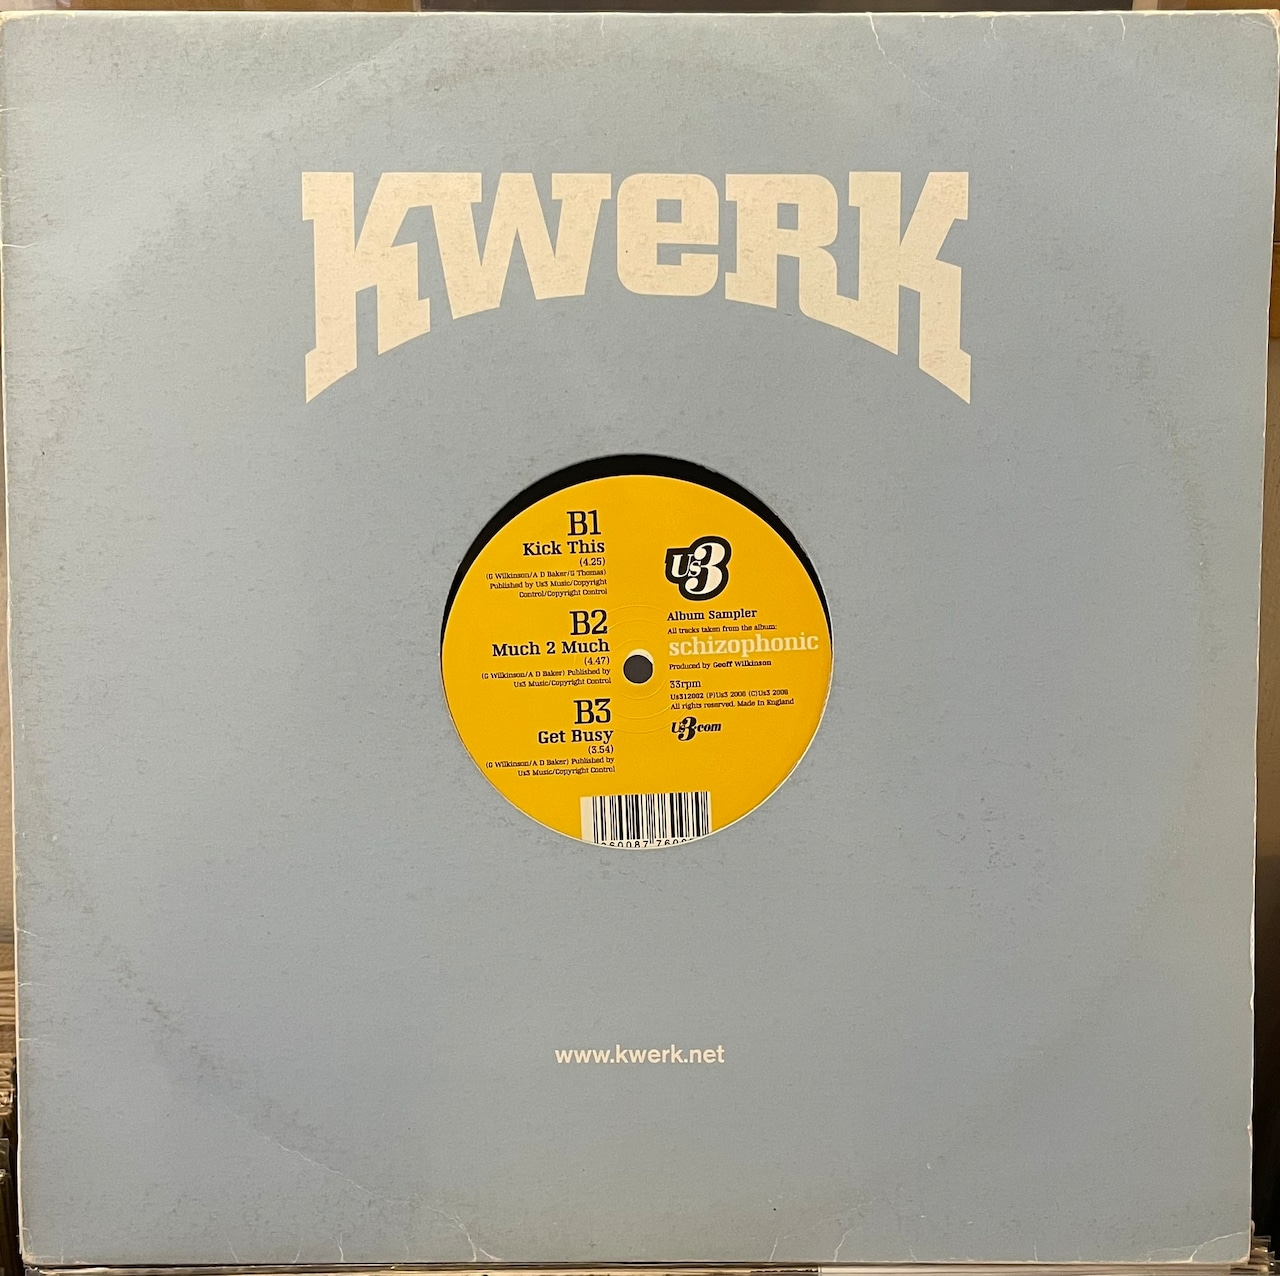 KWERK
B1
Kick This
(4.25)
(G Wilkinson/A D Baker/G Thomas)
Published by Us3 Music/Copyright
Control/Copyright Control
B2
Much 2 Much
(4.47)
(G Wilkinson/A D Baker) Published by
Us3 Music/Copyright Control
B3
Get Busy
(3.54)
(G Wilkinson/A D Baker) Published by
Us3 Music/Copyright Control
Us3
Album Sampler
All tracks taken from the album:
schizophonic
Produced by Geoff Wilkinson
33rpm
Us312002 (P)Us3 2006 (C)Us3 2006
All rights reserved. Made In England
Us3.com
www.kwerk.net